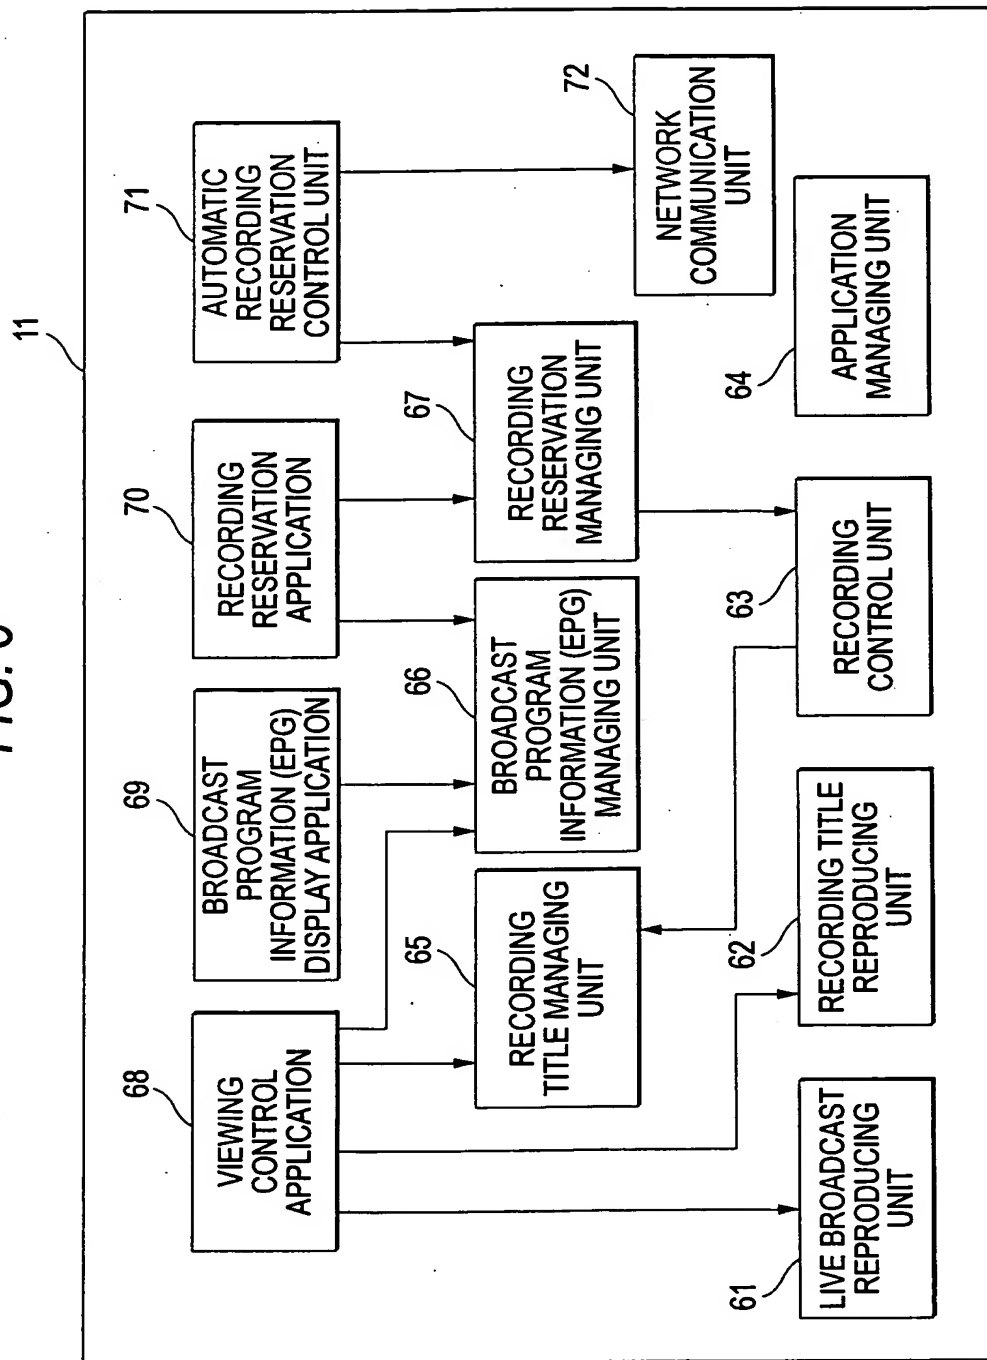 FIG.
11
68
VIEWING
CONTROL
APPLICATION
69
BROADCAST
PROGRAM
INFORMATION (EPG)
DISPLAY APPLICATION
70
RECORDING
RESERVATION
APPLICATION
71
AUTOMATIC
RECORDING
RESERVATION
CONTROL UNIT
65
RECORDING
TITLE MANAGING
UNIT
66
BROADCAST
PROGRAM
INFORMATION (EPG)
MANAGING UNIT
67
RECORDING
RESERVATION
MANAGING UNIT
72
NETWORK
COMMUNICATION
UNIT
61
LIVE BROADCAST
REPRODUCING
UNIT
62
RECORDING TITLE
REPRODUCING
UNIT
63
RECORDING
CONTROL UNIT
64
APPLICATION
MANAGING UNIT